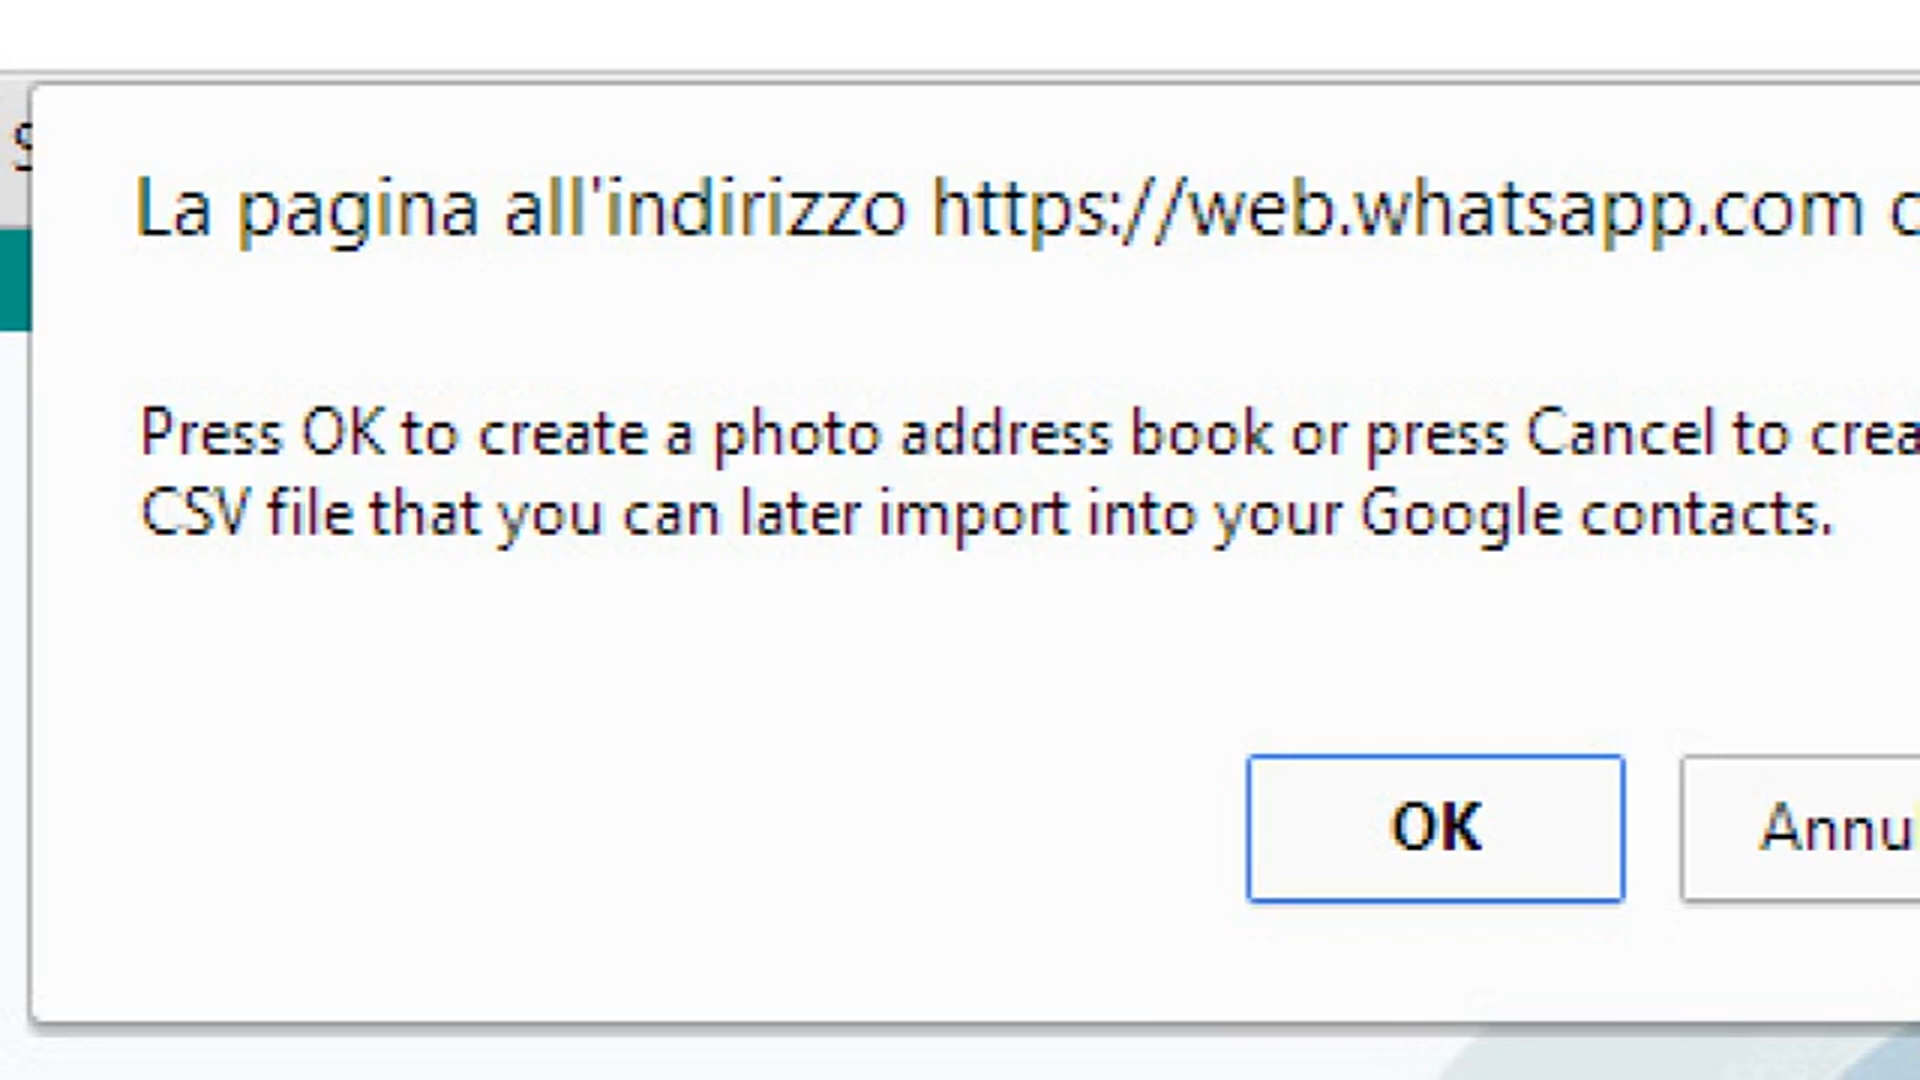 La pagina all'indirizzo https://web.whatsapp.com
Press OK to create a photo address book or press Cancel to
CSV file that you can later import into your Google contacts.
OK